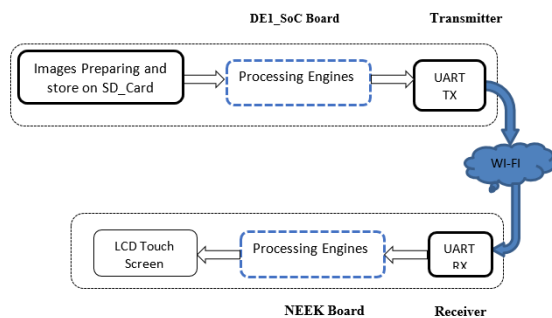 DE1_SoC Board
Transmitter
Images Preparing and
store on SD_Card
Processing Engines
UART
TX
WI-FI
LCD Touch
Screen
Processing Engines
UART
RX
NEEK Board
Receiver